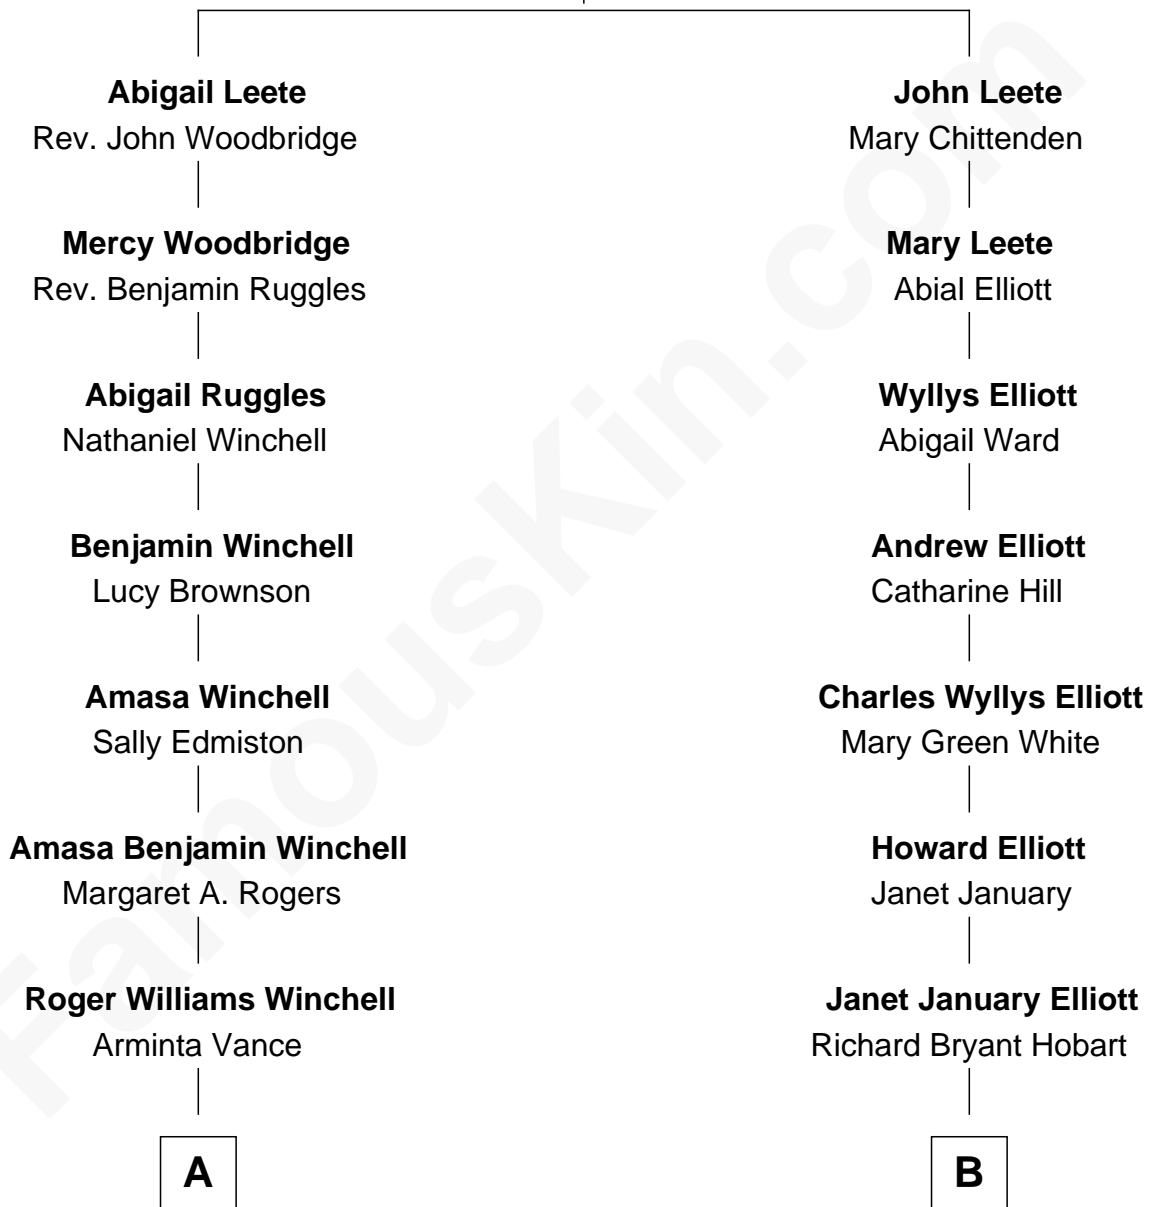 Abigail Leete
Rev. John Woodbridge
Mercy Woodbridge
Rev. Benjamin Ruggles
Abigail Ruggles
Nathaniel Winchell
Benjamin Winchell
Lucy Brownson
Amasa Winchell
Sally Edmiston
Amasa Benjamin Winchell
Margaret A. Rogers
Roger Williams Winchell
Arminta Vance
A
John Leete
Mary Chittenden
Mary Leete
Abial Elliott
Wyllys Elliott
Abigail Ward
Andrew Elliott
Catharine Hill
Charles Wyllys Elliott
Mary Green White
Howard Elliott
Janet January
Janet January Elliott
Richard Bryant Hobart
B
FamousKin.com